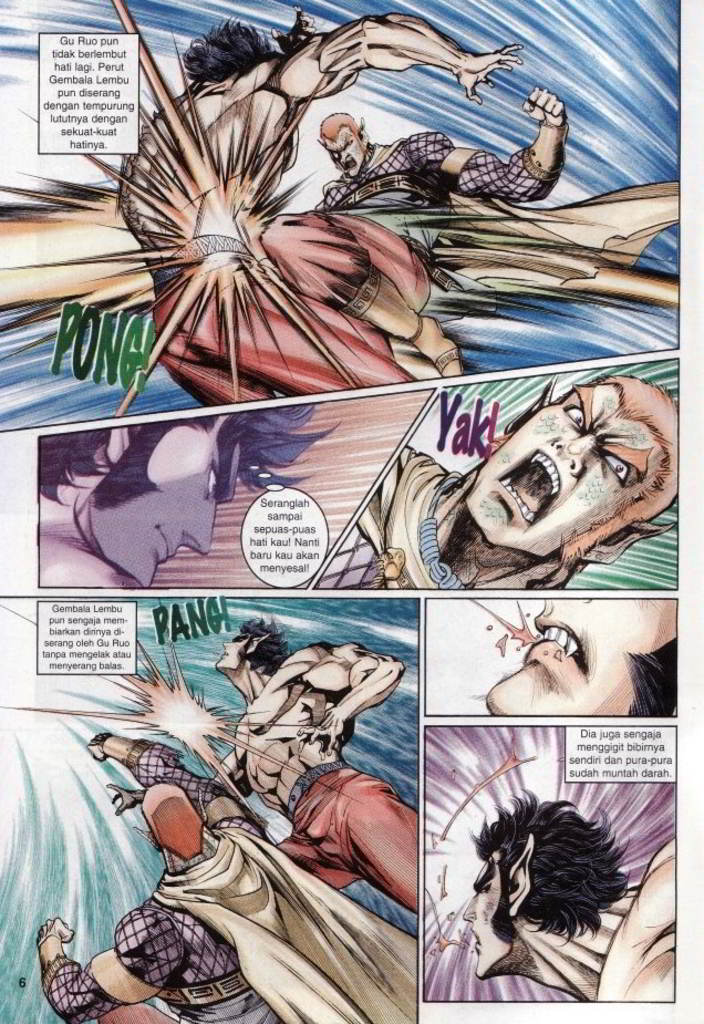 Gu Ruo pun
tidak berlembut
hati lagi. Perut
Gembala Lembu
pun diserang
dengan tempurung
lututnya dengan
sekuat-kuat
hatinya.
PONG!
Yak!
Seranglah
sampai
sepuas-puas
hati kau! Nanti
baru kau akan
menyesal!
Gembala Lembu
pun sengaja mem-
biarkan dirinya di-
serang oleh Gu Ruo
tanpa mengelak atau
menyerang balas.
PANG!
Dia juga sengaja
menggigit bibirnya
sendiri dan pura-pura
sudah muntah darah.
6